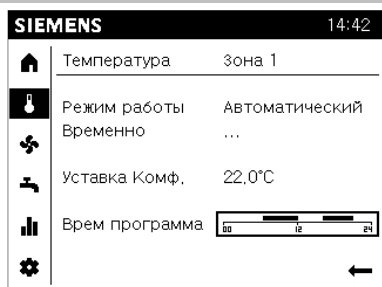 SIEMENS 14:42
Температура Зона 1
Режим работы Автоматический
Временно ...
Уставка Комф. 22,0°C
Врем программа 00 12 24